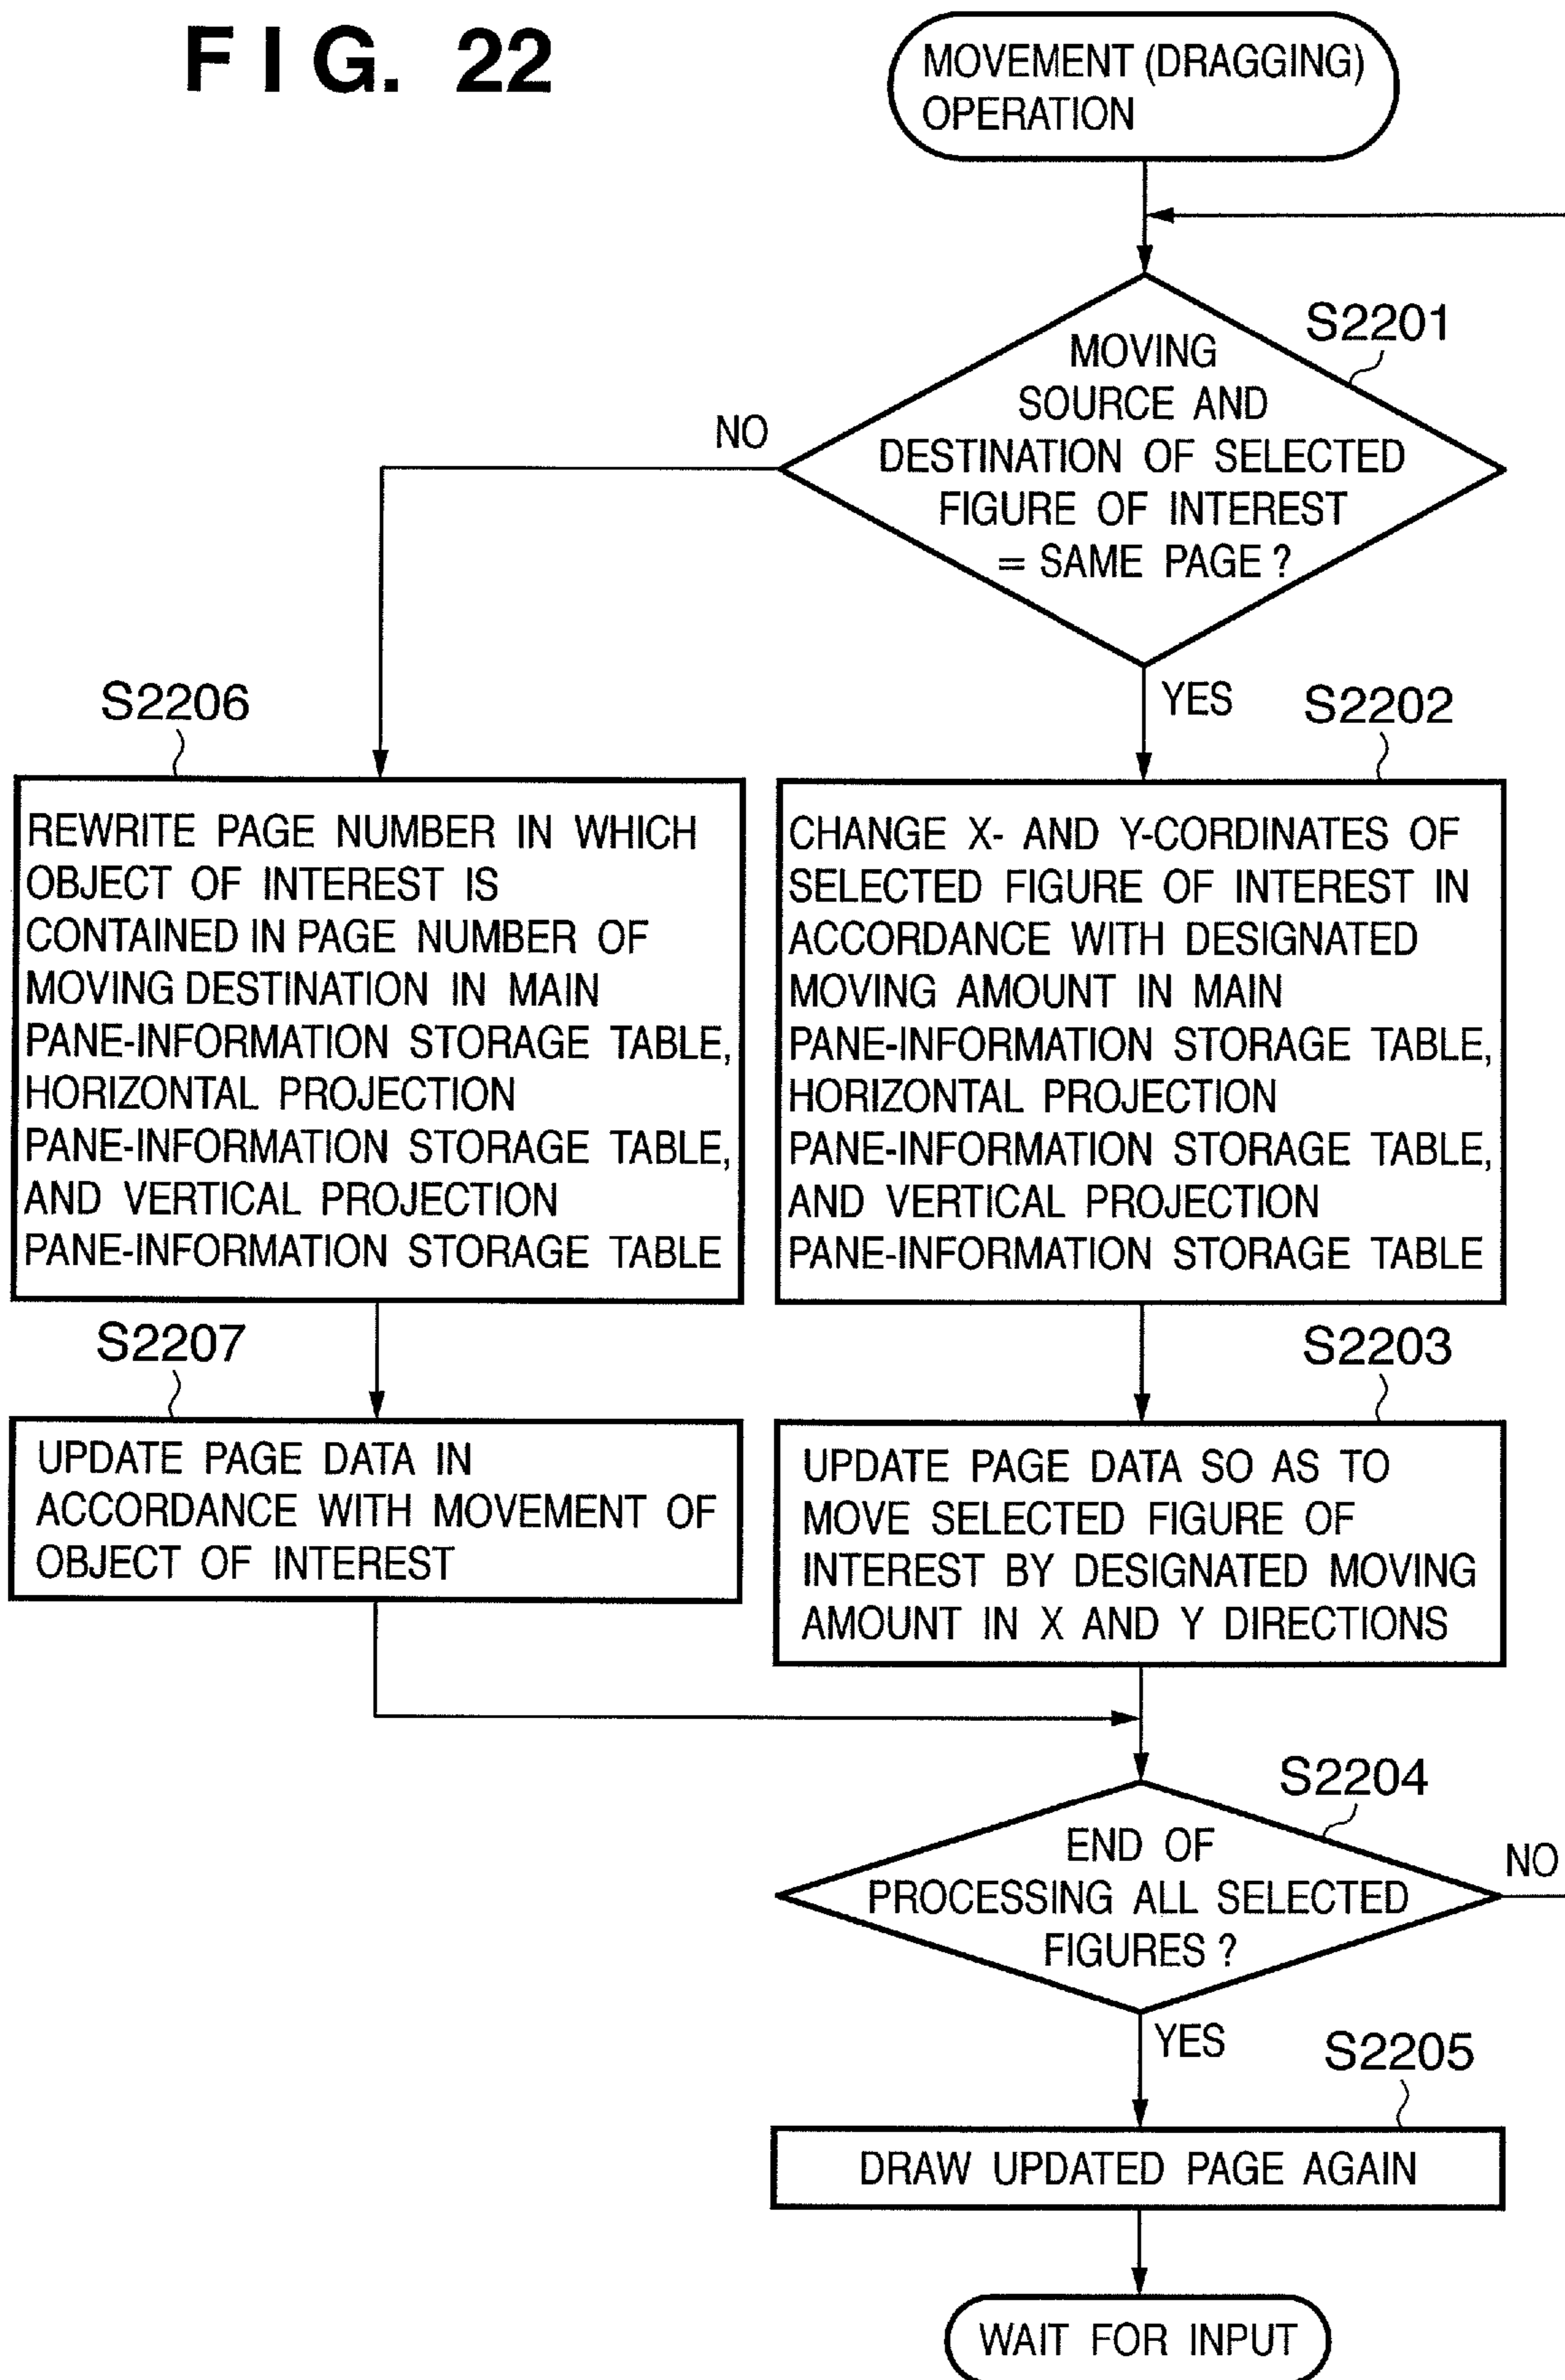 FIG. 22
MOVEMENT (DRAGGING)
OPERATION
S2201
MOVING
SOURCE AND
DESTINATION OF SELECTED
FIGURE OF INTEREST
= SAME PAGE ?
NO
YES
S2206
REWRITE PAGE NUMBER IN WHICH
OBJECT OF INTEREST IS
CONTAINED IN PAGE NUMBER OF
MOVING DESTINATION IN MAIN
PANE-INFORMATION STORAGE TABLE,
HORIZONTAL PROJECTION
PANE-INFORMATION STORAGE TABLE,
AND VERTICAL PROJECTION
PANE-INFORMATION STORAGE TABLE
S2202
CHANGE X- AND Y-CORDINATES OF
SELECTED FIGURE OF INTEREST IN
ACCORDANCE WITH DESIGNATED
MOVING AMOUNT IN MAIN
PANE-INFORMATION STORAGE TABLE,
HORIZONTAL PROJECTION
PANE-INFORMATION STORAGE TABLE,
AND VERTICAL PROJECTION
PANE-INFORMATION STORAGE TABLE
S2207
UPDATE PAGE DATA IN
ACCORDANCE WITH MOVEMENT OF
OBJECT OF INTEREST
S2203
UPDATE PAGE DATA SO AS TO
MOVE SELECTED FIGURE OF
INTEREST BY DESIGNATED MOVING
AMOUNT IN X AND Y DIRECTIONS
S2204
END OF
PROCESSING ALL SELECTED
FIGURES ?
NO
YES
S2205
DRAW UPDATED PAGE AGAIN
WAIT FOR INPUT